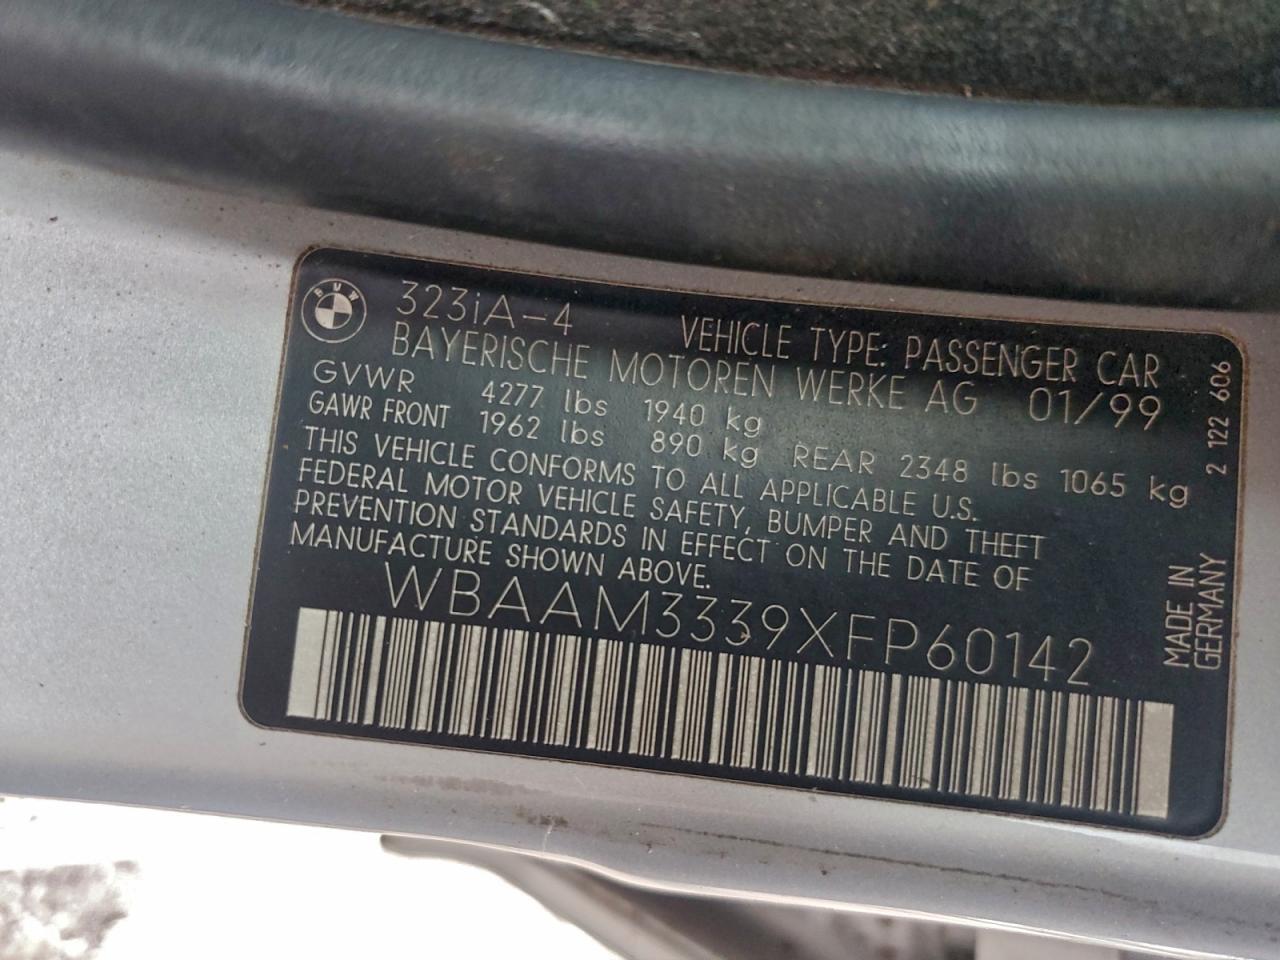 BMW 323iA-4 VEHICLE TYPE: PASSENGER CAR
BAYERISCHE MOTOREN WERKE AG 01/99
GVWR 4277 lbs 1940 kg
GAWR FRONT 1962 lbs 890 kg REAR 2348 lbs 1065 kg
THIS VEHICLE CONFORMS TO ALL APPLICABLE U.S.
FEDERAL MOTOR VEHICLE SAFETY, BUMPER AND THEFT
PREVENTION STANDARDS IN EFFECT ON THE DATE OF
MANUFACTURE SHOWN ABOVE.
WBAAM3339XFP60142
2 122 606
MADE IN
GERMANY